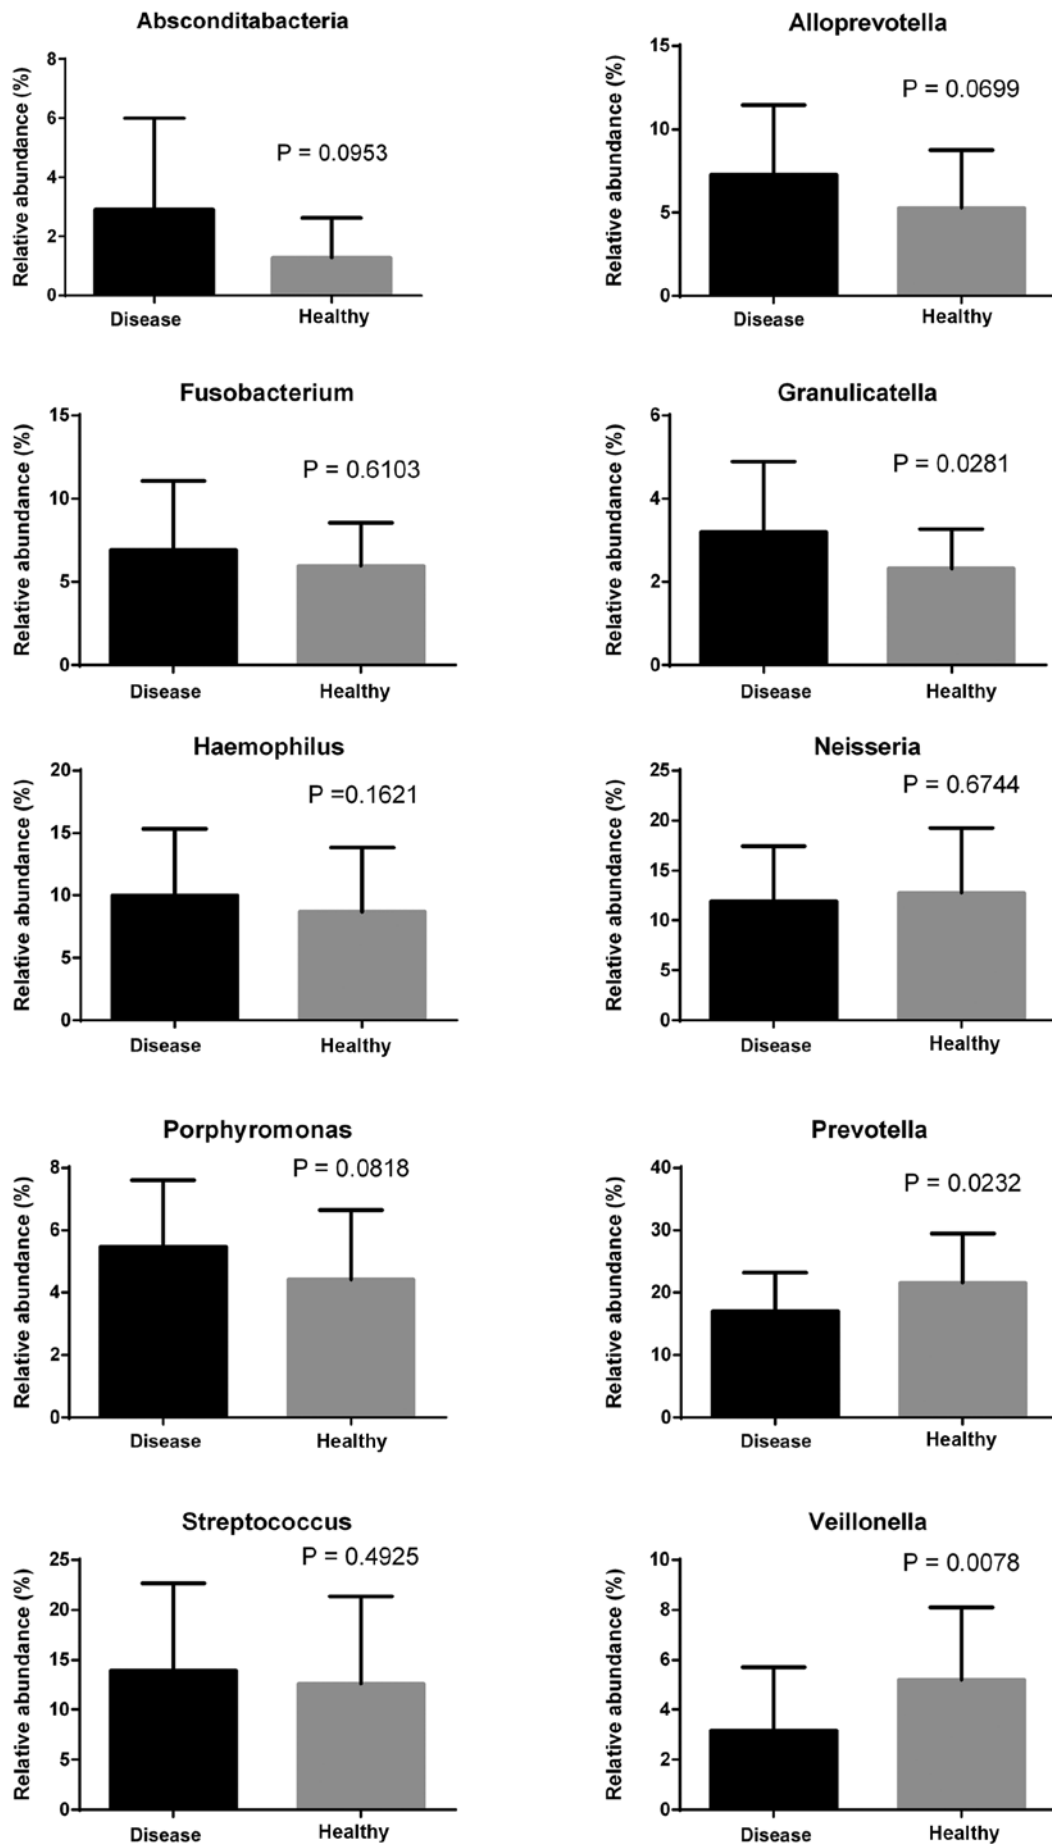 Absconditabacteria
Relative abundance (%)
8
6
4
2
0
P = 0.0953
Disease
Healthy
Alloprevotella
Relative abundance (%)
15
10
5
0
P = 0.0699
Disease
Healthy
Fusobacterium
Relative abundance (%)
15
10
5
0
P = 0.6103
Disease
Healthy
Granulicatella
Relative abundance (%)
6
4
2
0
P = 0.0281
Disease
Healthy
Haemophilus
Relative abundance (%)
20
15
10
5
0
P =0.1621
Disease
Healthy
Neisseria
Relative abundance (%)
25
20
15
10
5
0
P = 0.6744
Disease
Healthy
Porphyromonas
Relative abundance (%)
8
6
4
2
0
P = 0.0818
Disease
Healthy
Prevotella
Relative abundance (%)
40
30
20
10
0
P = 0.0232
Disease
Healthy
Streptococcus
Relative abundance (%)
25
20
15
10
5
0
P = 0.4925
Disease
Healthy
Veillonella
Relative abundance (%)
10
8
6
4
2
0
P = 0.0078
Disease
Healthy